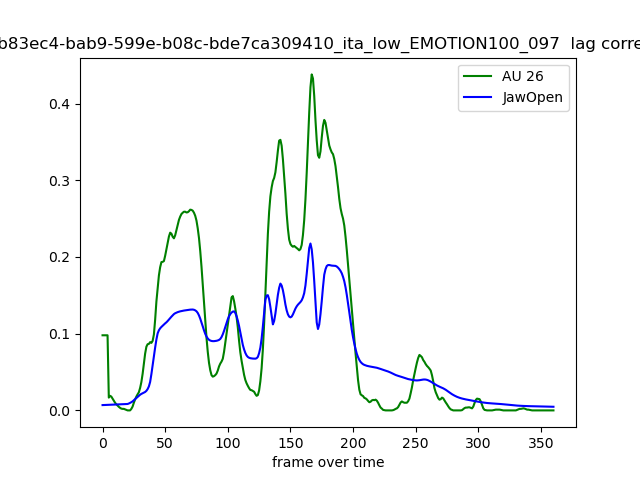 b83ec4-bab9-599e-b08c-bde7ca309410_ita_low_EMOTION100_097 lag corre
AU 26
JawOpen
0.4
0.3
0.2
0.1
0.0
0 50 100 150 200 250 300 350
frame over time